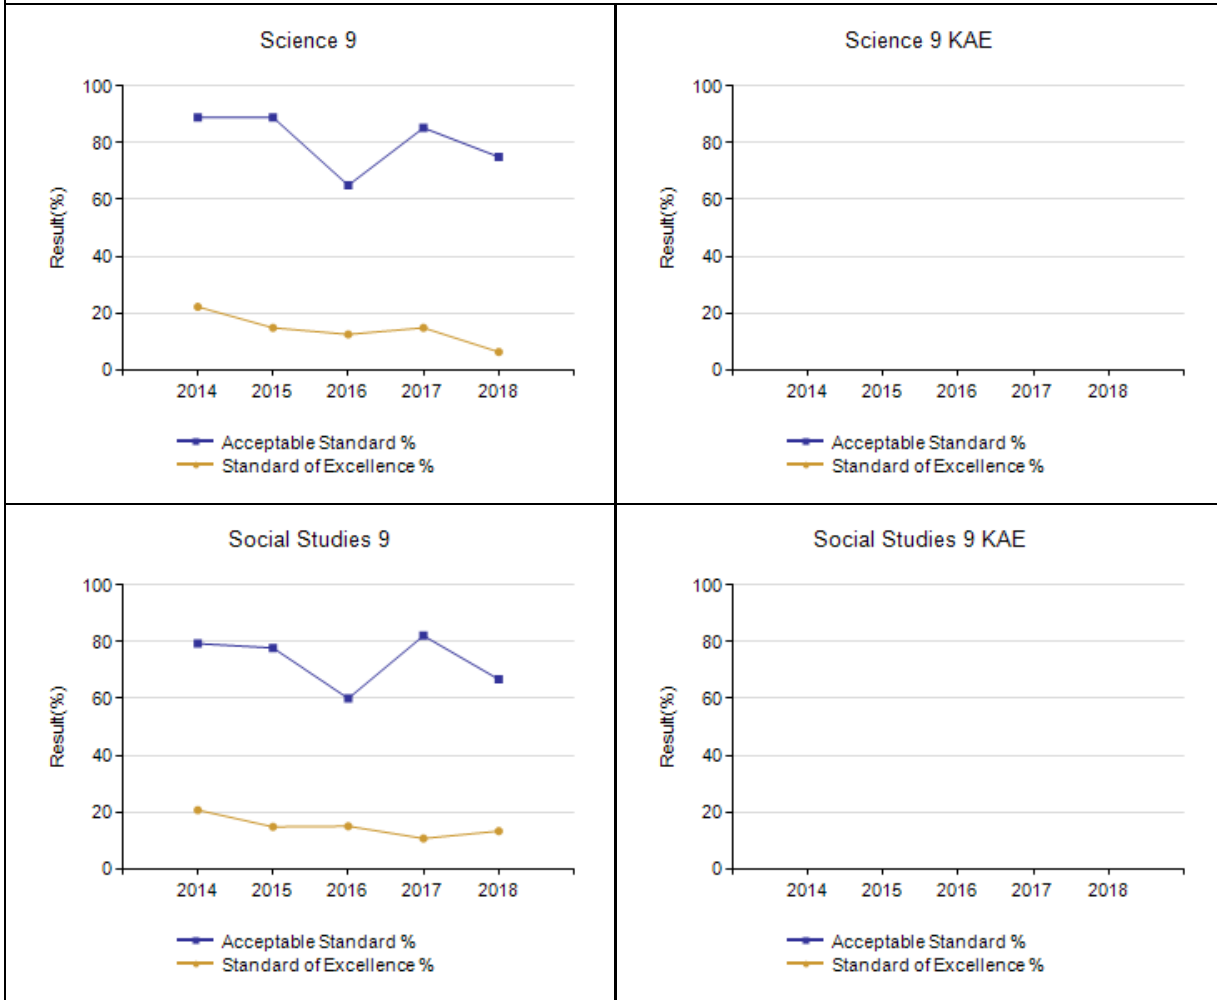 Science 9
100
80
60
40
20
0
Result(%)
2014 2015 2016 2017 2018
Acceptable Standard %
Standard of Excellence %
Science 9 KAE
100
80
60
40
20
0
Result(%)
2014 2015 2016 2017 2018
Acceptable Standard %
Standard of Excellence %
Social Studies 9
100
80
60
40
20
0
Result(%)
2014 2015 2016 2017 2018
Acceptable Standard %
Standard of Excellence %
Social Studies 9 KAE
100
80
60
40
20
0
Result(%)
2014 2015 2016 2017 2018
Acceptable Standard %
Standard of Excellence %